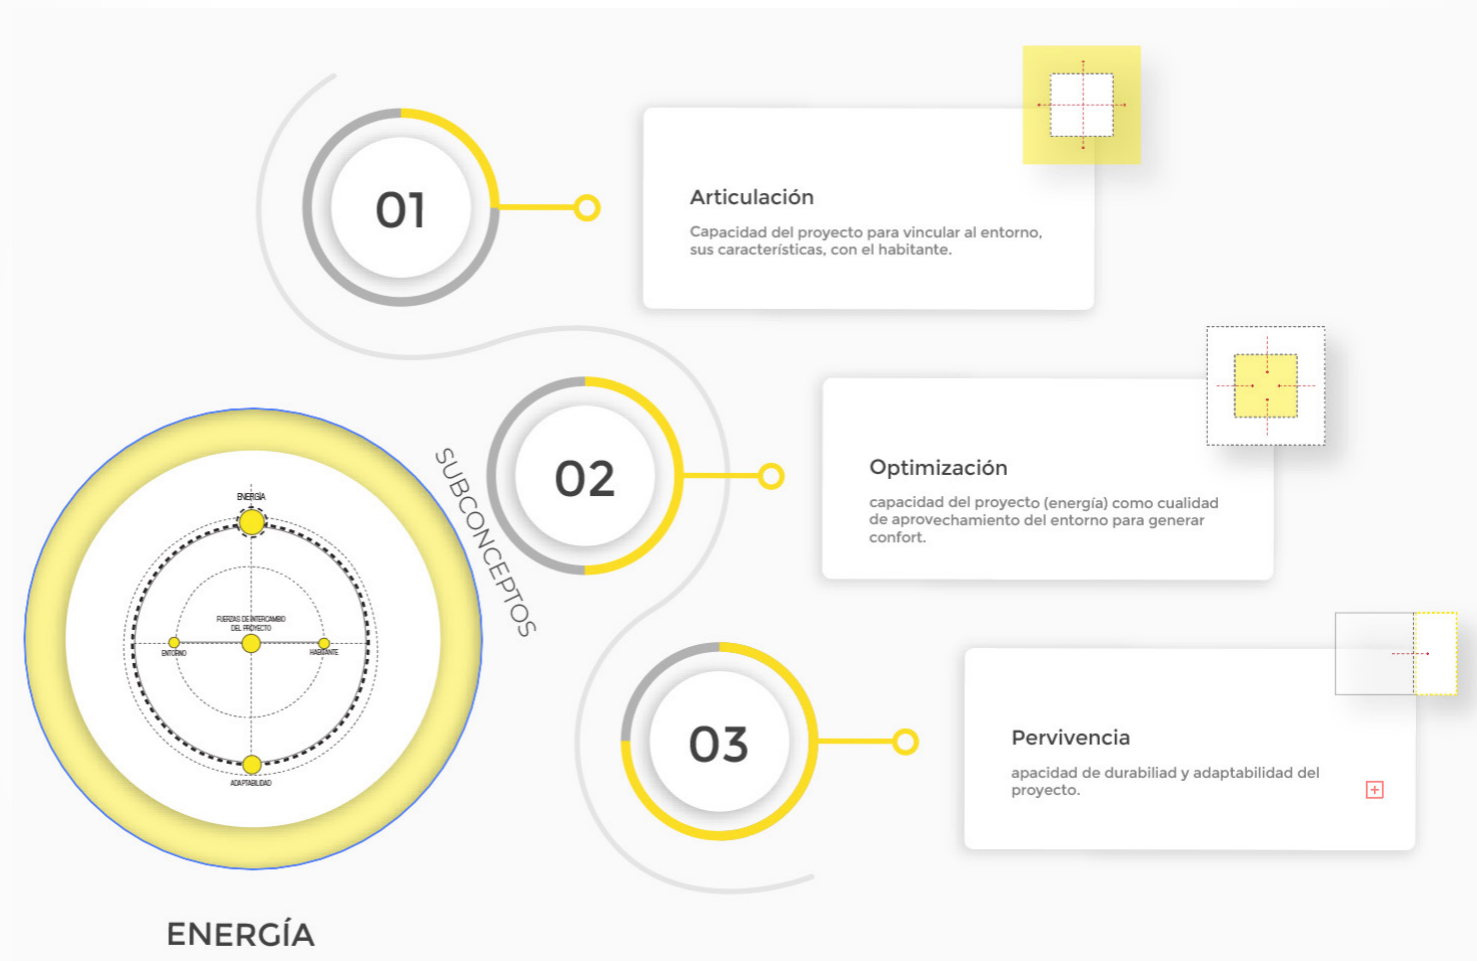 01
Articulación
Capacidad del proyecto para vincular al entorno,
sus características, con el habitante.
02
Optimización
capacidad del proyecto (energía) como cualidad
de aprovechamiento del entorno para generar
confort.
03
Pervivencia
apacidad de durabiliad y adaptabilidad del
proyecto.
SUBCONCEPTOS
ENERGÍA
FUERZAS DE INTERCAMBIO
DEL PROYECTO
ENTORNO
HABITANTE
ADAPTABILIDAD
ENERGÍA